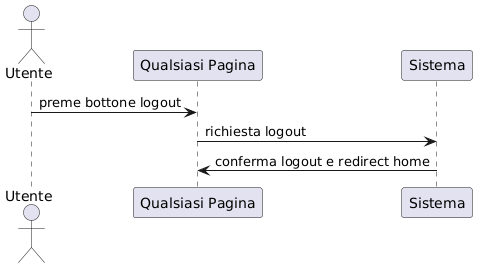 Utente
Qualsiasi Pagina
Sistema
preme bottone logout
richiesta logout
conferma logout e redirect home
Utente
Qualsiasi Pagina
Sistema